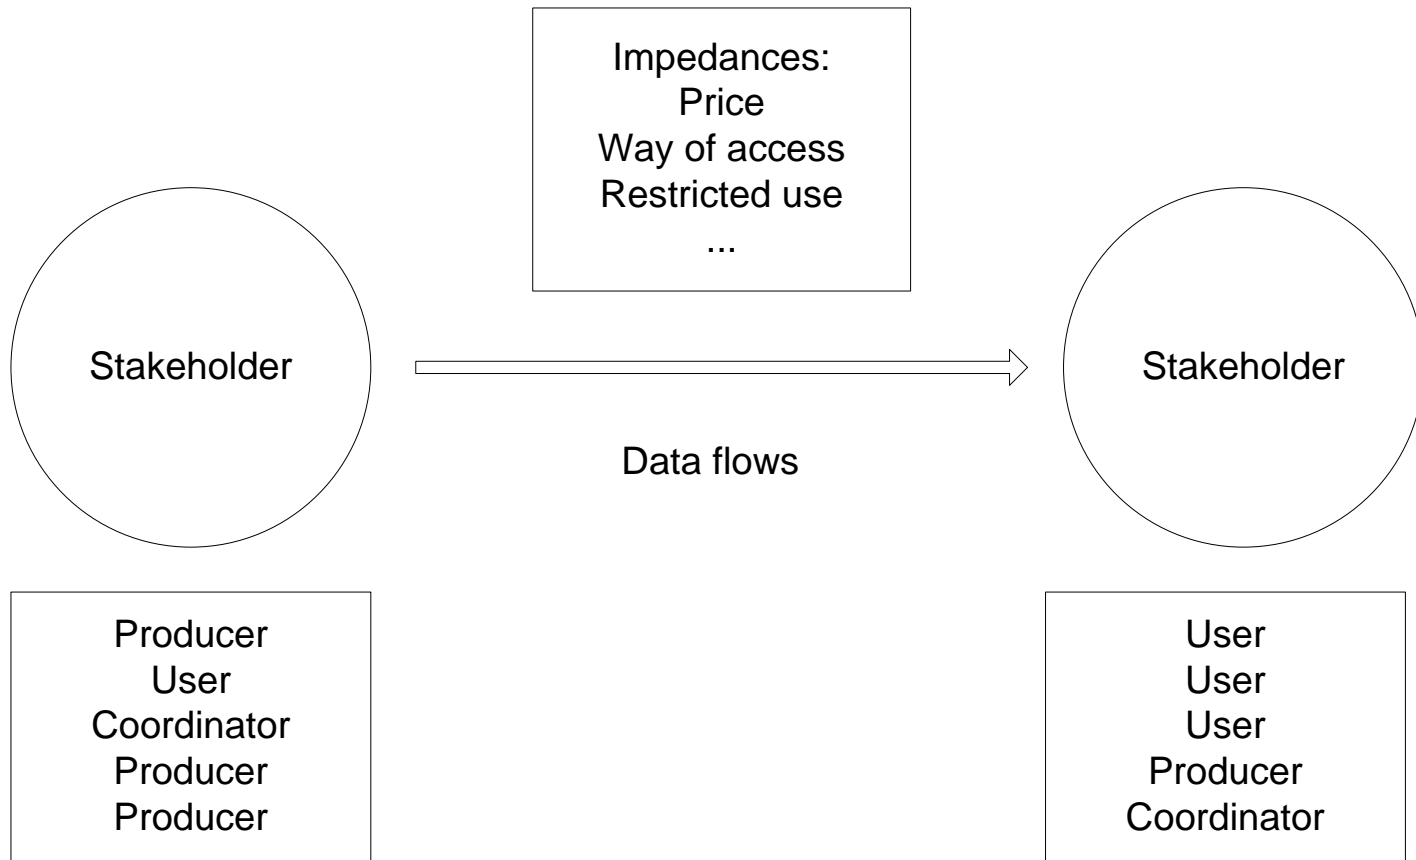 Impedances:
Price
Way of access
Restricted use
...
Stakeholder
Stakeholder
Data flows
Producer
User
Coordinator
Producer
Producer
User
User
User
Producer
Coordinator